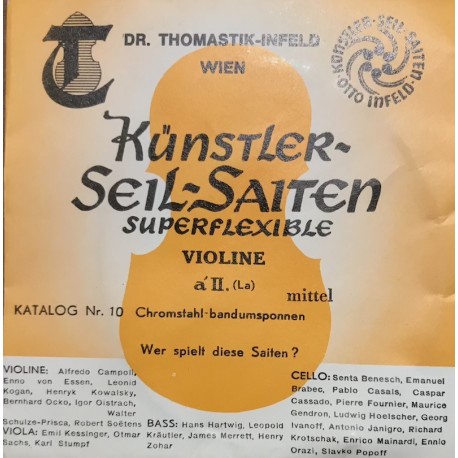 DR. THOMASTIK-INFELD
WIEN
KÜNSTLER-SEIL-SAITEN
·OTTO INFELD·
KÜNSTLER-
SEIL-SAITEN
SUPERFLEXIBLE
VIOLINE
a'II. (La) mittel
KATALOG Nr. 10 Chromstahl-bandumsponnen
Wer spielt diese Saiten?
VIOLINE: Alfredo Campoli,
Enno von Essen, Leonid
Kogan, Henryk Kowalsky,
Bernhard Ocko, Igor Oistrach,
Walter
Schulze-Prisca, Robert Soëtens
VIOLA: Emil Kessinger, Otmar
Sachs, Karl Stumpf
BASS: Hans Hartwig, Leopold
Kräutler, James Merrett, Henry
Zohar
CELLO: Senta Benesch, Emanuel
Brabec, Pablo Casals, Caspar
Cassado, Pierre Fournier, Maurice
Gendron, Ludwig Hoelscher, Georg
Ivanoff, Antonio Janigro, Richard
Krotschak, Enrico Mainardi, Ennio
Orazi, Slavko Popoff